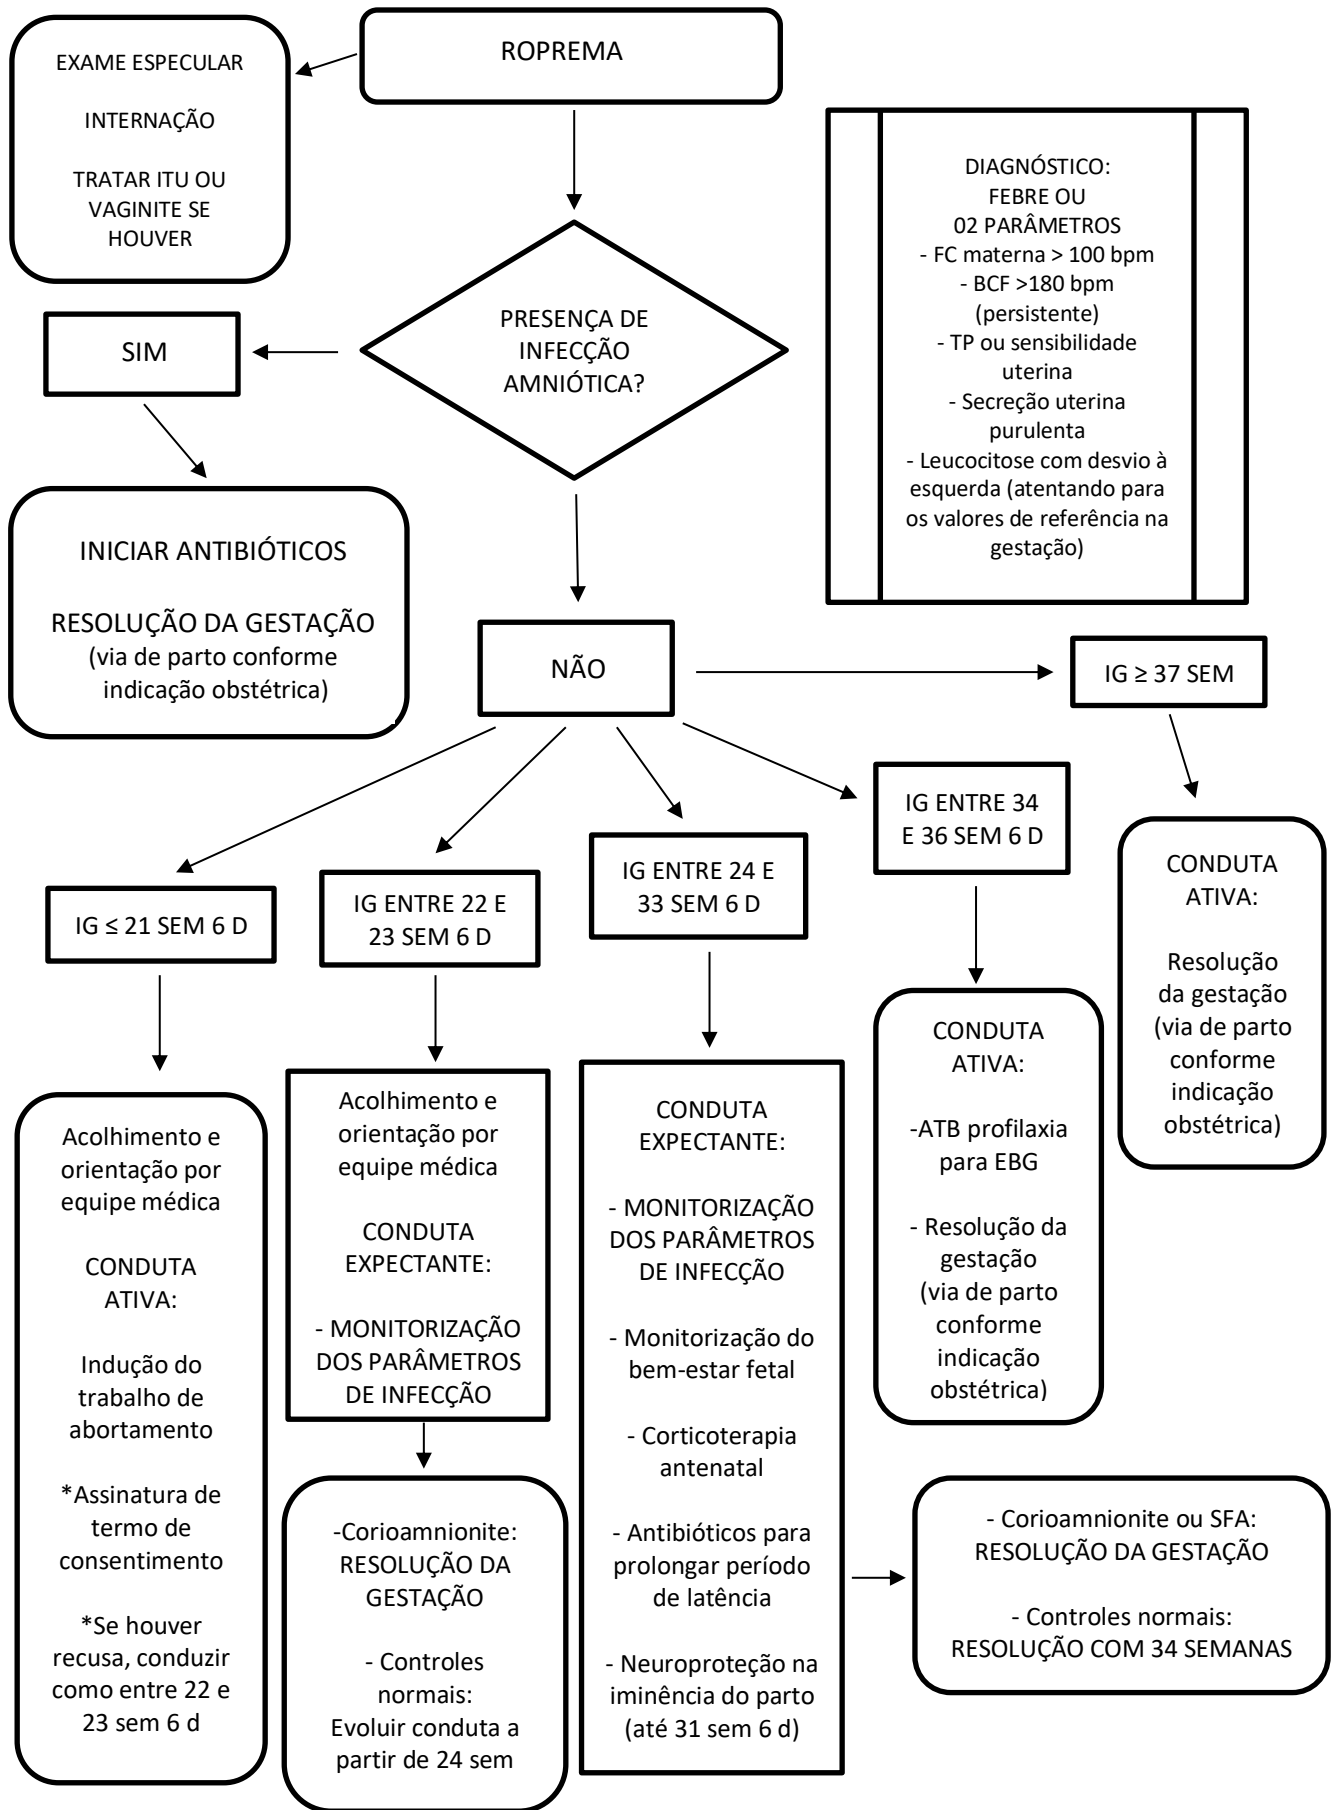 ROPREMA
EXAME ESPECULAR
INTERNAÇÃO
TRATAR ITU OU
VAGINITE SE
HOUVER
DIAGNÓSTICO:
FEBRE OU
02 PARÂMETROS
- FC materna > 100 bpm
- BCF >180 bpm
(persistente)
- TP ou sensibilidade
uterina
- Secreção uterina
purulenta
- Leucocitose com desvio à
esquerda (atentando para
os valores de referência na
gestação)
PRESENÇA DE
INFECÇÃO
AMNIÓTICA?
SIM
INICIAR ANTIBIÓTICOS
RESOLUÇÃO DA GESTAÇÃO
(via de parto conforme
indicação obstétrica)
NÃO
IG ≤ 21 SEM 6 D
Acolhimento e
orientação por
equipe médica
CONDUTA
ATIVA:
Indução do
trabalho de
abortamento
*Assinatura de
termo de
consentimento
*Se houver
recusa, conduzir
como entre 22 e
23 sem 6 d
IG ENTRE 22 E
23 SEM 6 D
Acolhimento e
orientação por
equipe médica
CONDUTA
EXPECTANTE:
- MONITORIZAÇÃO
DOS PARÂMETROS
DE INFECÇÃO
-Corioamnionite:
RESOLUÇÃO DA
GESTAÇÃO
- Controles
normais:
Evoluir conduta a
partir de 24 sem
IG ENTRE 24 E
33 SEM 6 D
CONDUTA
EXPECTANTE:
- MONITORIZAÇÃO
DOS PARÂMETROS
DE INFECÇÃO
- Monitorização do
bem-estar fetal
- Corticoterapia
antenatal
- Antibióticos para
prolongar período
de latência
- Neuroproteção na
iminência do parto
(até 31 sem 6 d)
- Corioamnionite ou SFA:
RESOLUÇÃO DA GESTAÇÃO
- Controles normais:
RESOLUÇÃO COM 34 SEMANAS
IG ENTRE 34
E 36 SEM 6 D
CONDUTA
ATIVA:
-ATB profilaxia
para EBG
- Resolução da
gestação
(via de parto
conforme
indicação
obstétrica)
IG ≥ 37 SEM
CONDUTA
ATIVA:
Resolução
da gestação
(via de parto
conforme
indicação
obstétrica)